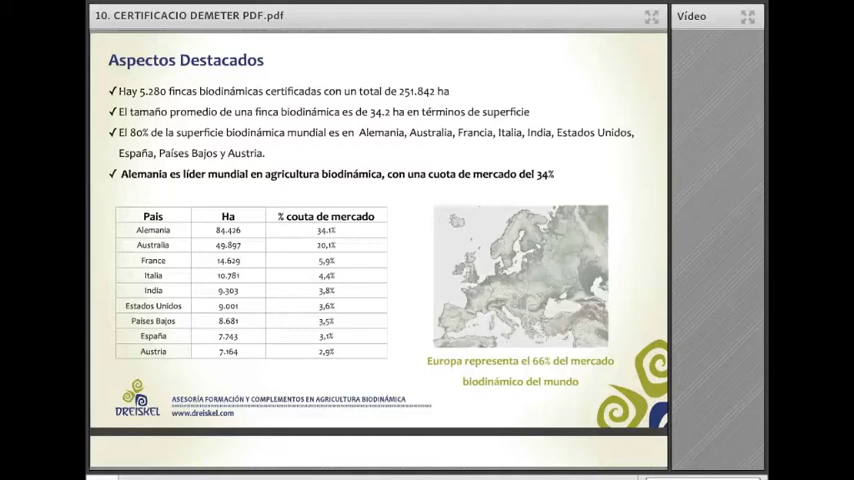 10. CERTIFICACIO DEMETER PDF.pdf
Vídeo
Aspectos Destacados
✓Hay 5.280 fincas biodinámicas certificadas con un total de 251.842 ha
✓El tamaño promedio de una finca biodinámica es de 34.2 ha en términos de superficie
✓El 80% de la superficie biodinámica mundial es en Alemania, Australia, Francia, Italia, India, Estados Unidos,
España, Países Bajos y Austria.
✓ Alemania es líder mundial en agricultura biodinámica, con una cuota de mercado del 34%
Pais Ha % couta de mercado
Alemania 84.426 34.1%
Australia 49.897 20,1%
France 14.629 5,9%
Italia 10.781 4,4%
India 9.303 3,8%
Estados Unidos 9.001 3,6%
Países Bajos 8.681 3,5%
España 7.743 3,1%
Austria 7.164 2,9%
Europa representa el 66% del mercado
biodinámico del mundo
DREISKEL
ASESORÍA FORMACIÓN Y COMPLEMENTOS EN AGRICULTURA BIODINÁMICA
www.dreiskel.com